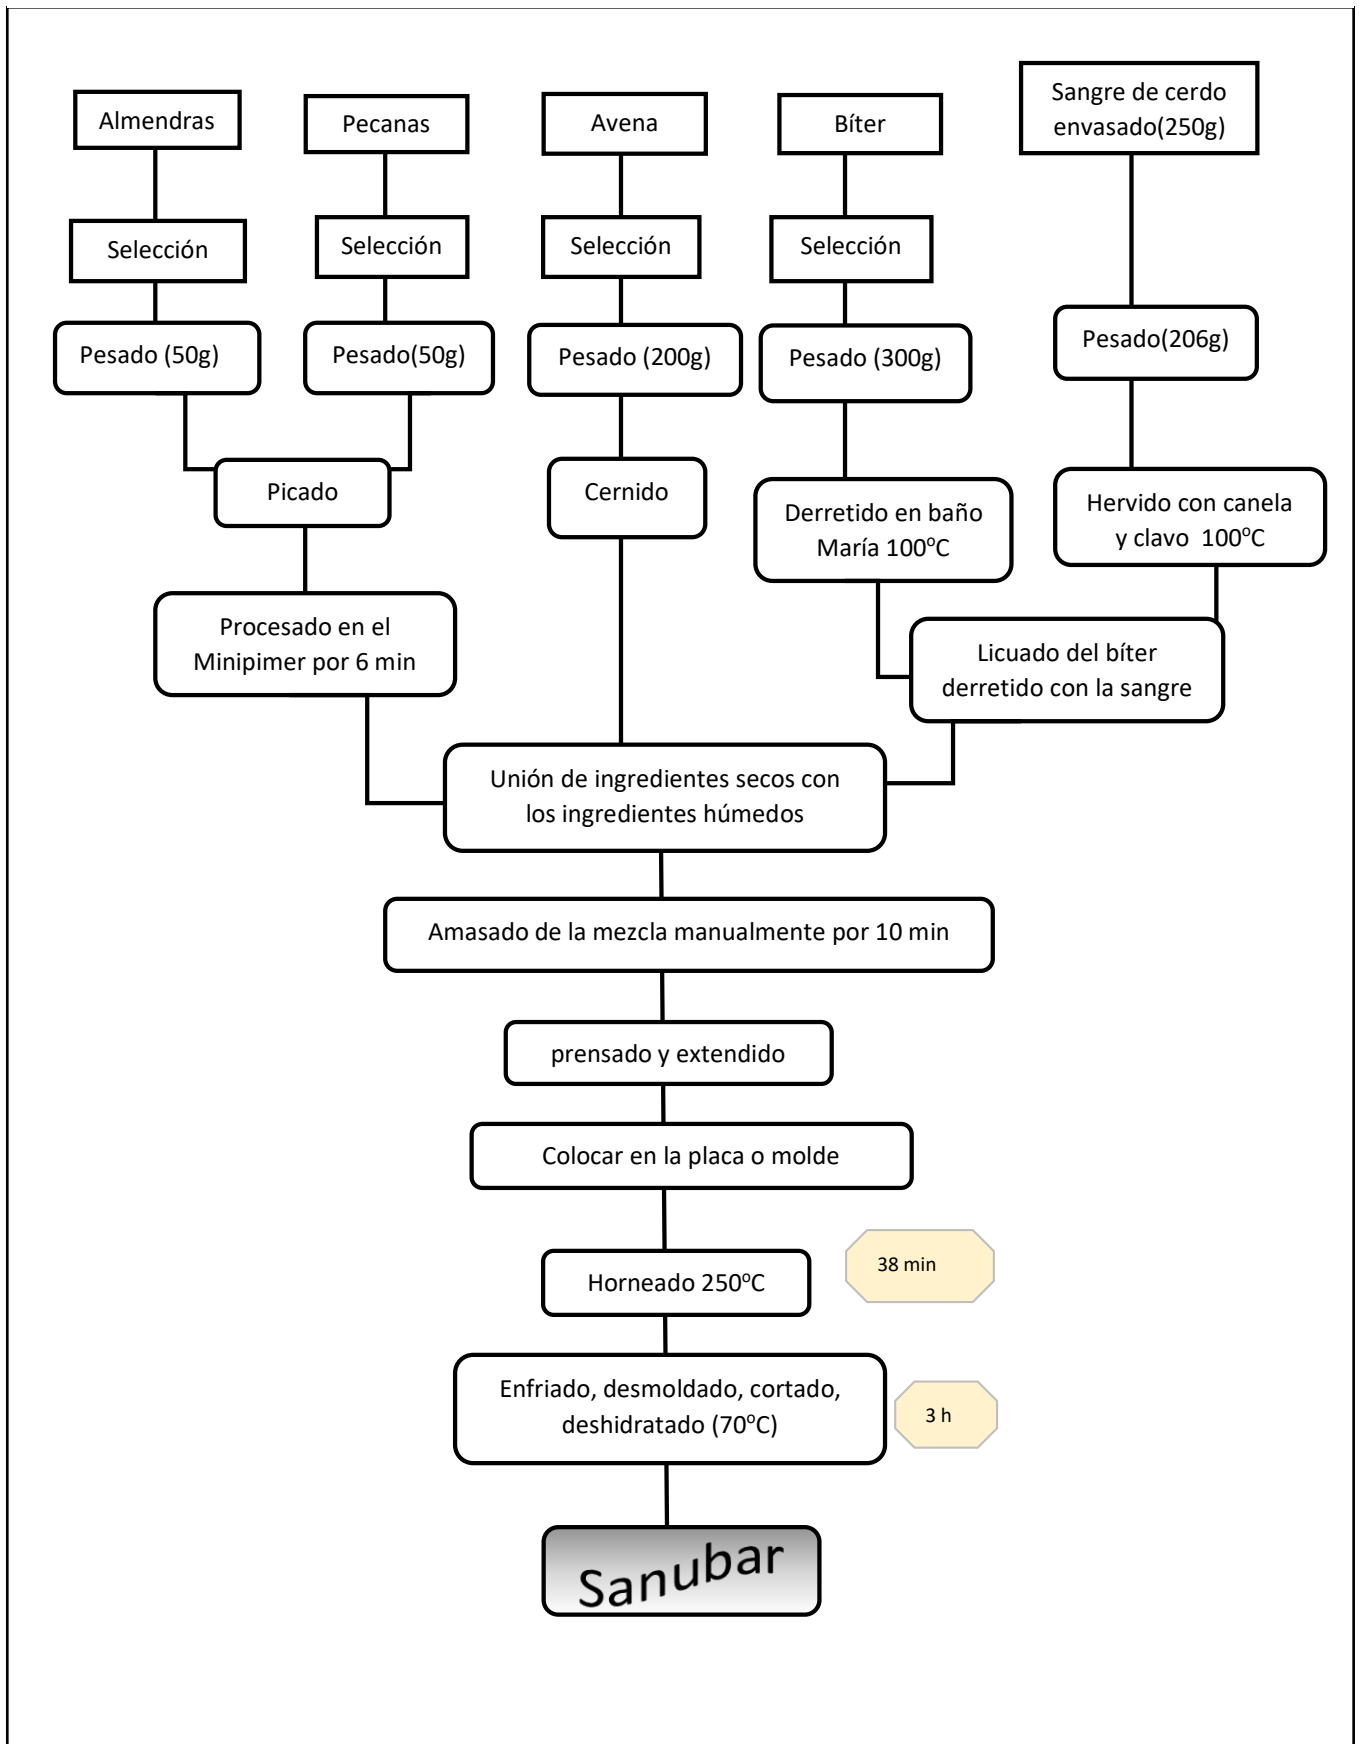 Almendras
Pecanas
Avena
Bíter
Sangre de cerdo
envasado(250g)
Selección
Selección
Selección
Selección
Pesado (50g)
Pesado(50g)
Pesado (200g)
Pesado (300g)
Pesado(206g)
Picado
Cernido
Derretido en baño
María 100°C
Hervido con canela
y clavo 100°C
Procesado en el
Minipimer por 6 min
Licuado del bíter
derretido con la sangre
Unión de ingredientes secos con
los ingredientes húmedos
Amasado de la mezcla manualmente por 10 min
prensado y extendido
Colocar en la placa o molde
Horneado 250°C
38 min
Enfriado, desmoldado, cortado,
deshidratado (70°C)
3 h
Sanubar